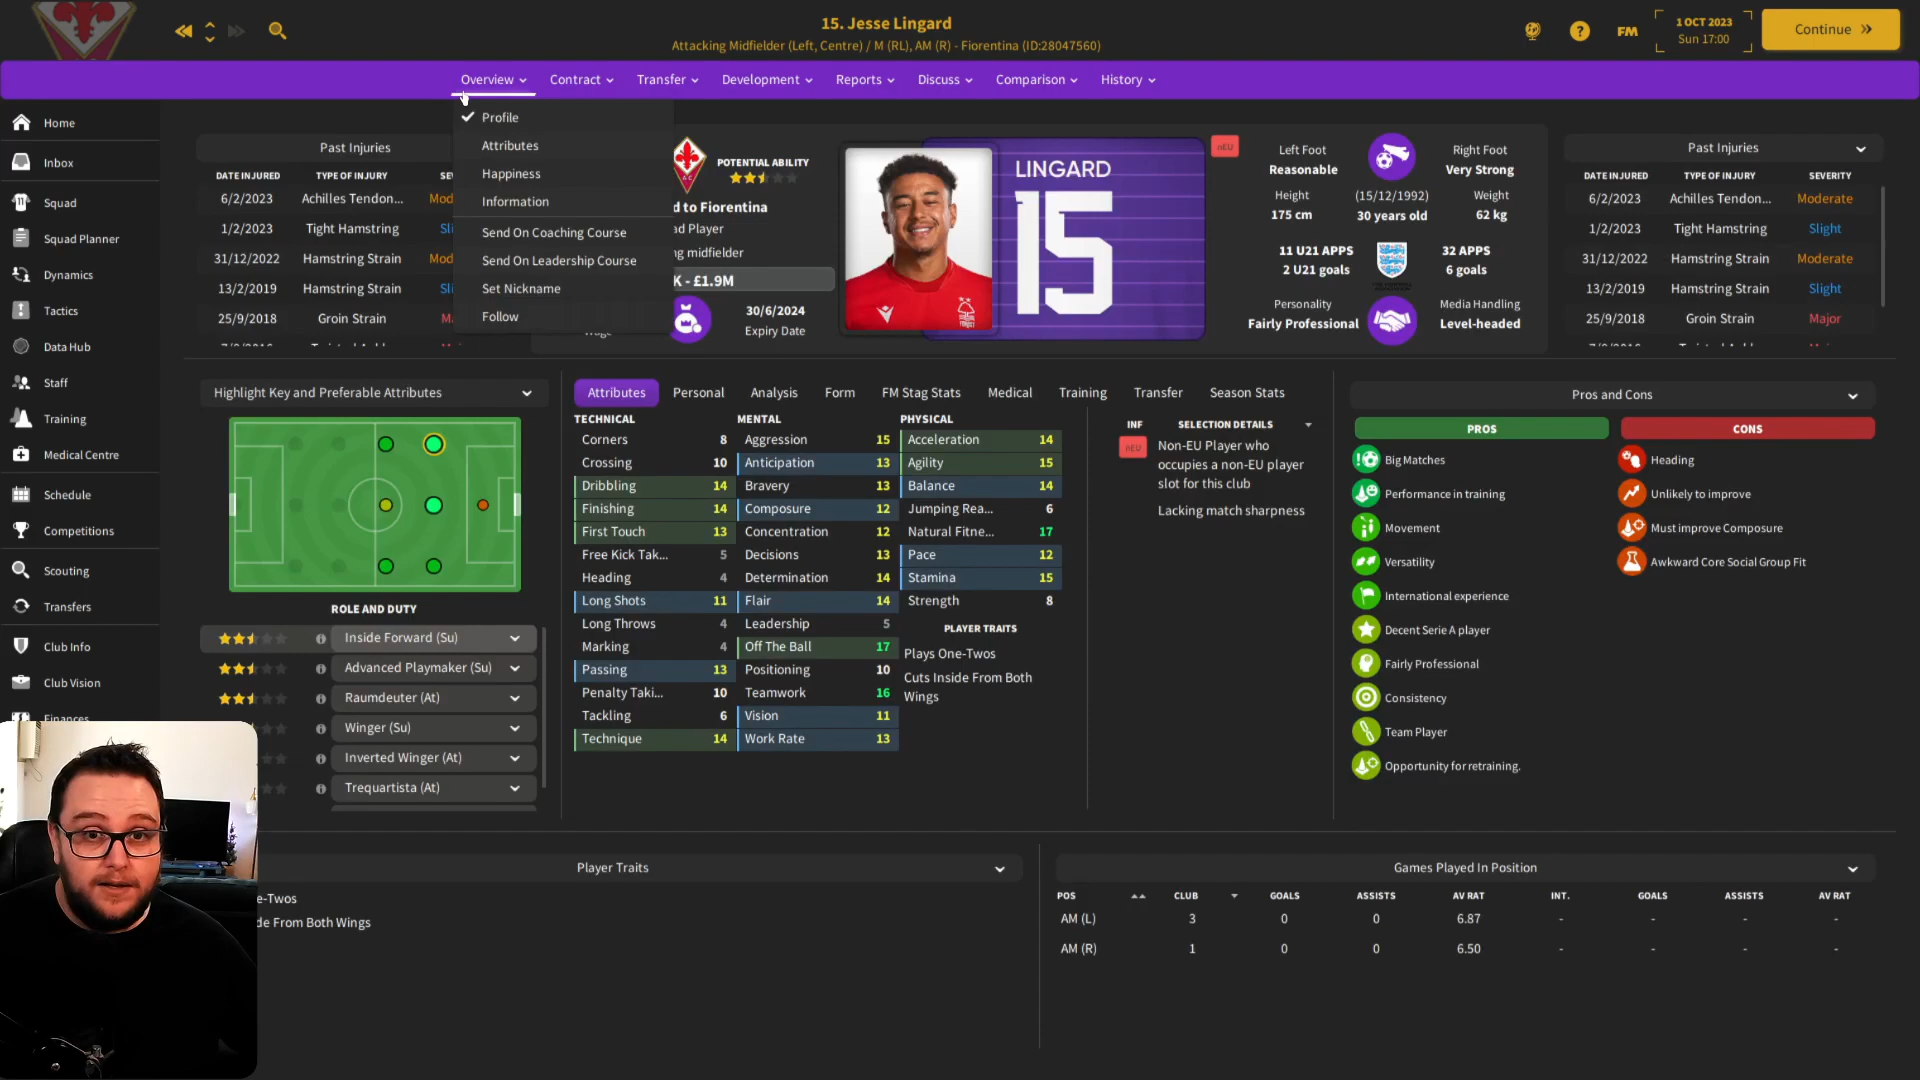 15. Jesse Lingard
Attacking Midfielder (Left, Centre) / M (RL), AM (R) - Fiorentina (ID:28047560)
FM
1 OCT 2023
Sun 17:00
Continue
Overview
Contract
Transfer
Development
Reports
Discuss
Comparison
History
Home
Inbox
Squad
Squad Planner
Dynamics
Tactics
Data Hub
Staff
Training
Medical Centre
Schedule
Competitions
Scouting
Transfers
Club Info
Club Vision
Finances
Profile
Attributes
Happiness
Information
Send On Coaching Course
Send On Leadership Course
Set Nickname
Follow
Past Injuries
DATE INJURED TYPE OF INJURY SE
6/2/2023 Achilles Tendon... Mod
1/2/2023 Tight Hamstring Sli
31/12/2022 Hamstring Strain Mod
13/2/2019 Hamstring Strain Sli
25/9/2018 Groin Strain M
POTENTIAL ABILITY
d to Fiorentina
ad Player
ng midfielder
K - £1.9M
30/6/2024
Expiry Date
Wage
LINGARD
15
nEU
Left Foot
Reasonable
Right Foot
Very Strong
Height
175 cm
(15/12/1992)
30 years old
Weight
62 kg
11 U21 APPS
2 U21 goals
32 APPS
6 goals
Personality
Fairly Professional
Media Handling
Level-headed
Past Injuries
DATE INJURED TYPE OF INJURY SEVERITY
6/2/2023 Achilles Tendon... Moderate
1/2/2023 Tight Hamstring Slight
31/12/2022 Hamstring Strain Moderate
13/2/2019 Hamstring Strain Slight
25/9/2018 Groin Strain Major
Highlight Key and Preferable Attributes
ROLE AND DUTY
Inside Forward (Su)
Advanced Playmaker (Su)
Raumdeuter (At)
Winger (Su)
Inverted Winger (At)
Trequartista (At)
Attributes Personal Analysis Form FM Stag Stats Medical Training Transfer Season Stats
TECHNICAL
Corners 8
Crossing 10
Dribbling 14
Finishing 14
First Touch 13
Free Kick Tak... 5
Heading 4
Long Shots 11
Long Throws 4
Marking 4
Passing 13
Penalty Taki... 10
Tackling 6
Technique 14
MENTAL
Aggression 15
Anticipation 13
Bravery 13
Composure 12
Concentration 12
Decisions 13
Determination 14
Flair 14
Leadership 5
Off The Ball 17
Positioning 10
Teamwork 16
Vision 11
Work Rate 13
PHYSICAL
Acceleration 14
Agility 15
Balance 14
Jumping Rea... 6
Natural Fitne... 17
Pace 12
Stamina 15
Strength 8
PLAYER TRAITS
Plays One-Twos
Cuts Inside From Both
Wings
INF SELECTION DETAILS
nEU
Non-EU Player who
occupies a non-EU player
slot for this club
Lacking match sharpness
Pros and Cons
PROS
Big Matches
Performance in training
Movement
Versatility
International experience
Decent Serie A player
Fairly Professional
Consistency
Team Player
Opportunity for retraining.
CONS
Heading
Unlikely to improve
Must improve Composure
Awkward Core Social Group Fit
Player Traits
e-Twos
de From Both Wings
Games Played In Position
POS CLUB GOALS ASSISTS AV RAT INT. GOALS ASSISTS AV RAT
AM (L) 3 0 0 6.87 - - - -
AM (R) 1 0 0 6.50 - - - -